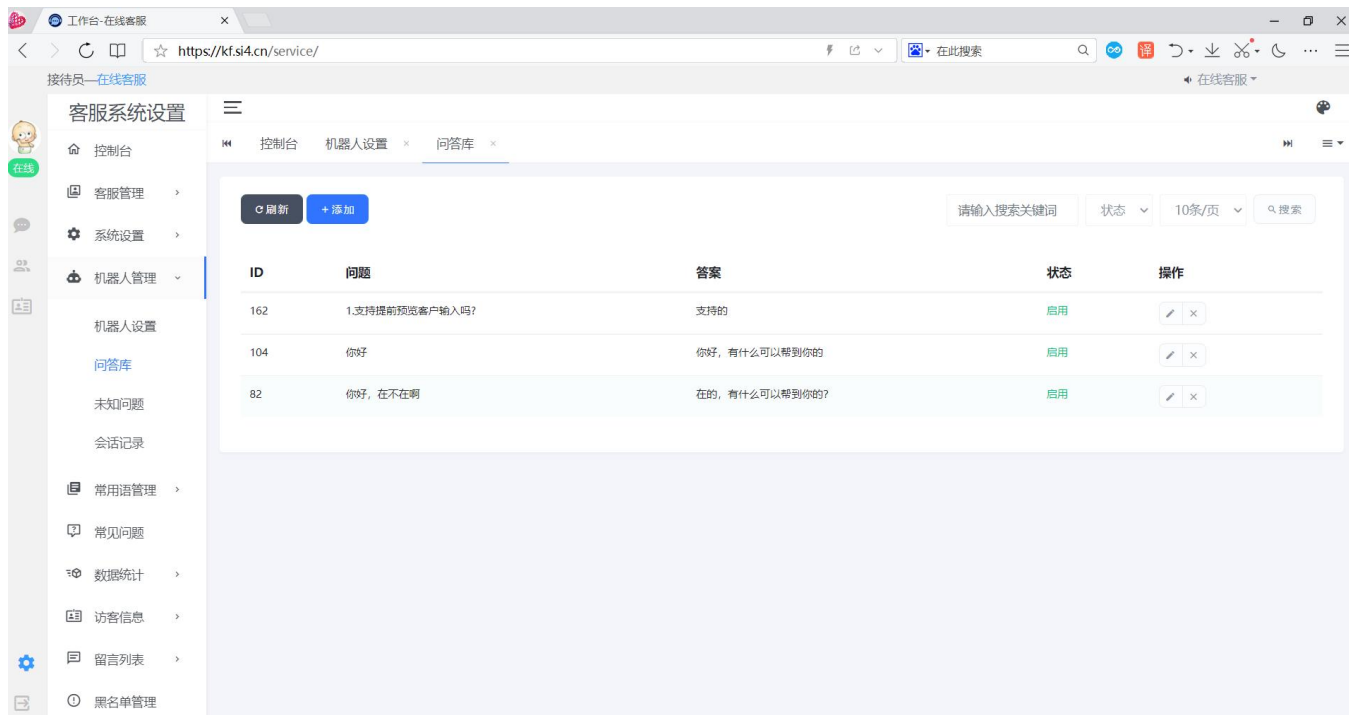 工作台-在线客服
https://kf.si4.cn/service/
在此搜索
译
接待员—在线客服
在线客服
在线
客服系统设置
控制台
客服管理
系统设置
机器人管理
机器人设置
问答库
未知问题
会话记录
常用语管理
常见问题
数据统计
访客信息
留言列表
黑名单管理
控制台 机器人设置 × 问答库 ×
刷新 +添加 请输入搜索关键词 状态 10条/页 搜索
ID 问题 答案 状态 操作
162 1.支持提前预览客户输入吗? 支持的 启用
104 你好 你好，有什么可以帮到你的 启用
82 你好，在不在啊 在的，有什么可以帮到你的? 启用